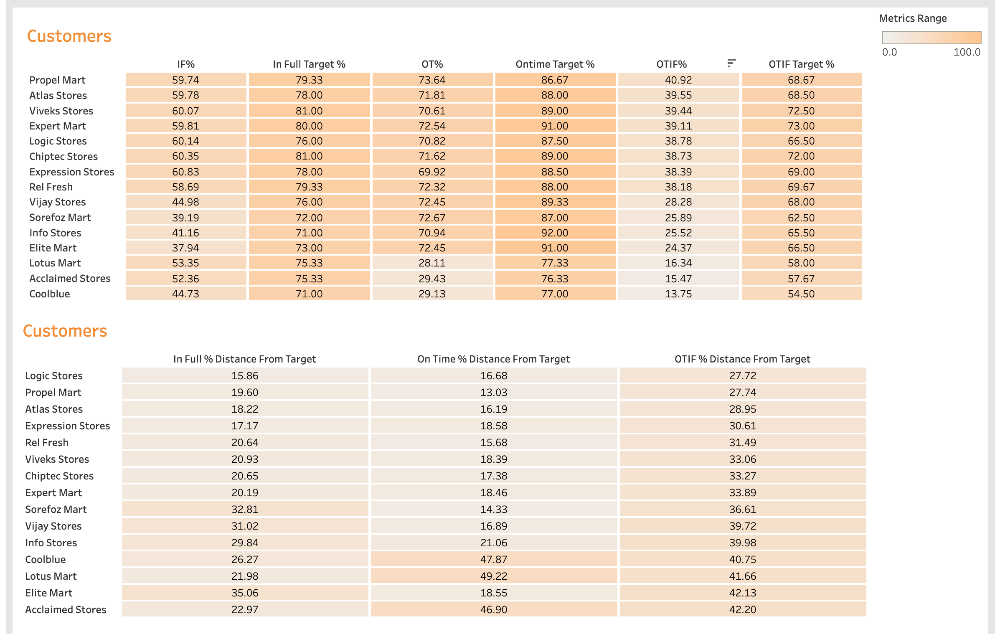 Metrics Range
0.0 100.0
Customers
IF% In Full Target % OT% Ontime Target % OTIF% OTIF Target %
Propel Mart 59.74 79.33 73.64 86.67 40.92 68.67
Atlas Stores 59.78 78.00 71.81 88.00 39.55 68.50
Viveks Stores 60.07 81.00 70.61 89.00 39.44 72.50
Expert Mart 59.81 80.00 72.54 91.00 39.11 73.00
Logic Stores 60.14 76.00 70.82 87.50 38.78 66.50
Chiptec Stores 60.35 81.00 71.62 89.00 38.73 72.00
Expression Stores 60.83 78.00 69.92 88.50 38.39 69.00
Rel Fresh 58.69 79.33 72.32 88.00 38.18 69.67
Vijay Stores 44.98 76.00 72.45 89.33 28.28 68.00
Sorefoz Mart 39.19 72.00 72.67 87.00 25.89 62.50
Info Stores 41.16 71.00 70.94 92.00 25.52 65.50
Elite Mart 37.94 73.00 72.45 91.00 24.37 66.50
Lotus Mart 53.35 75.33 28.11 77.33 16.34 58.00
Acclaimed Stores 52.36 75.33 29.43 76.33 15.47 57.67
Coolblue 44.73 71.00 29.13 77.00 13.75 54.50
Customers
In Full % Distance From Target On Time % Distance From Target OTIF % Distance From Target
Logic Stores 15.86 16.68 27.72
Propel Mart 19.60 13.03 27.74
Atlas Stores 18.22 16.19 28.95
Expression Stores 17.17 18.58 30.61
Rel Fresh 20.64 15.68 31.49
Viveks Stores 20.93 18.39 33.06
Chiptec Stores 20.65 17.38 33.27
Expert Mart 20.19 18.46 33.89
Sorefoz Mart 32.81 14.33 36.61
Vijay Stores 31.02 16.89 39.72
Info Stores 29.84 21.06 39.98
Coolblue 26.27 47.87 40.75
Lotus Mart 21.98 49.22 41.66
Elite Mart 35.06 18.55 42.13
Acclaimed Stores 22.97 46.90 42.20